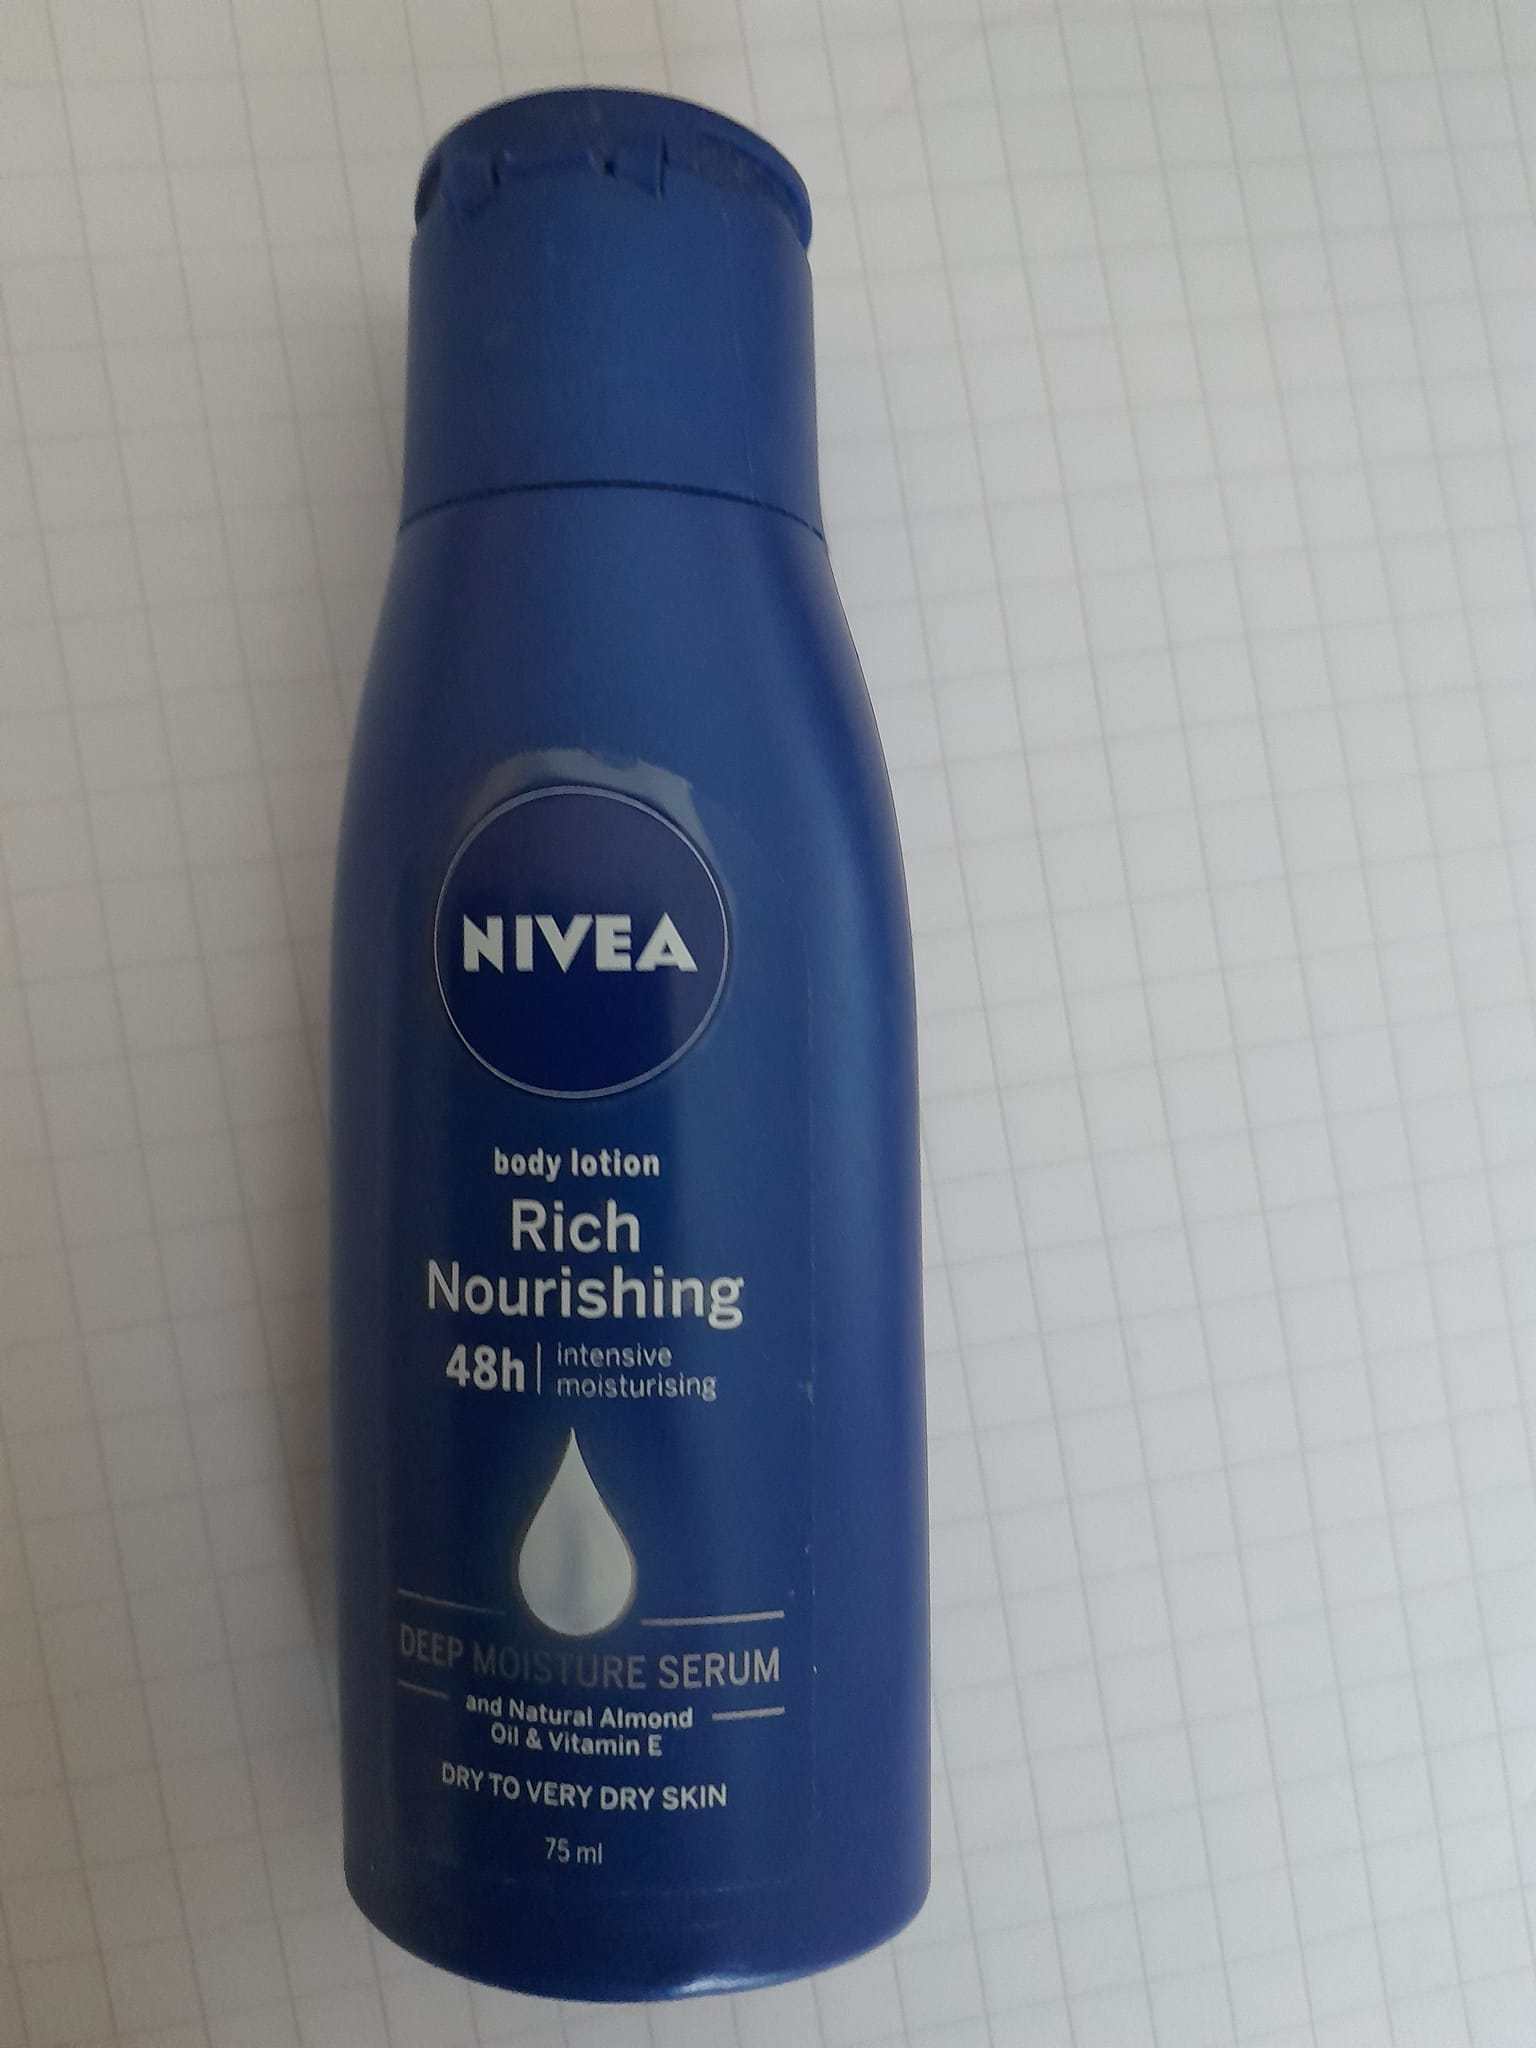 NIVEA
body lotion
Rich
Nourishing
48h | intensive
moisturising
DEEP MOISTURE SERUM
and Natural Almond
Oil & Vitamin E
DRY TO VERY DRY SKIN
75 ml